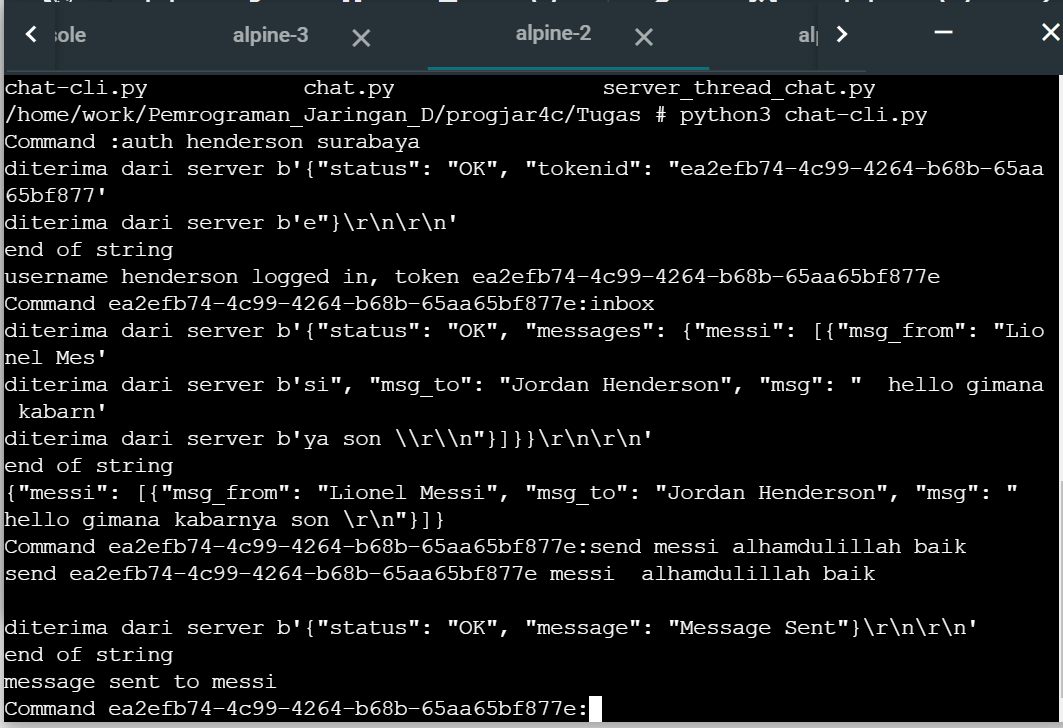 sole alpine-3 alpine-2 alp
chat-cli.py chat.py server_thread_chat.py
/home/work/Pemrograman_Jaringan_D/progjar4c/Tugas # python3 chat-cli.py
Command :auth henderson surabaya
diterima dari server b'{"status": "OK", "tokenid": "ea2efb74-4c99-4264-b68b-65aa
65bf877'
diterima dari server b'e"}\r\n\r\n'
end of string
username henderson logged in, token ea2efb74-4c99-4264-b68b-65aa65bf877e
Command ea2efb74-4c99-4264-b68b-65aa65bf877e:inbox
diterima dari server b'{"status": "OK", "messages": {"messi": [{"msg_from": "Lio
nel Mes'
diterima dari server b'si", "msg_to": "Jordan Henderson", "msg": "  hello gimana
 kabarn'
diterima dari server b'ya son \\r\\n"}]}}\r\n\r\n'
end of string
{"messi": [{"msg_from": "Lionel Messi", "msg_to": "Jordan Henderson", "msg": "
hello gimana kabarnya son \r\n"}]}
Command ea2efb74-4c99-4264-b68b-65aa65bf877e:send messi alhamdulillah baik
send ea2efb74-4c99-4264-b68b-65aa65bf877e messi  alhamdulillah baik
diterima dari server b'{"status": "OK", "message": "Message Sent"}\r\n\r\n'
end of string
message sent to messi
Command ea2efb74-4c99-4264-b68b-65aa65bf877e: